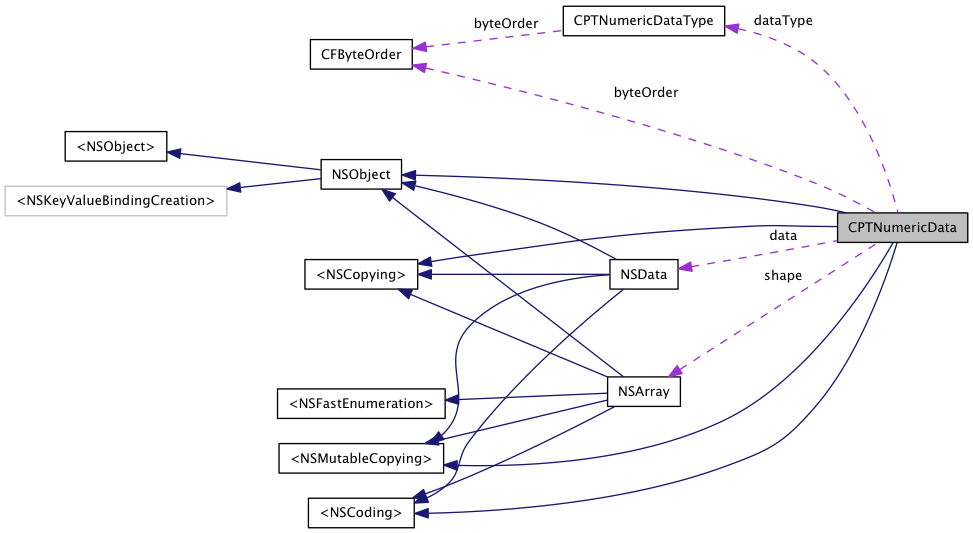 CPTNumericDataType
dataType
byteOrder
CFByteOrder
byteOrder
<NSObject>
NSObject
<NSKeyValueBindingCreation>
CPTNumericData
data
<NSCopying>
NSData
shape
NSArray
<NSFastEnumeration>
<NSMutableCopying>
<NSCoding>